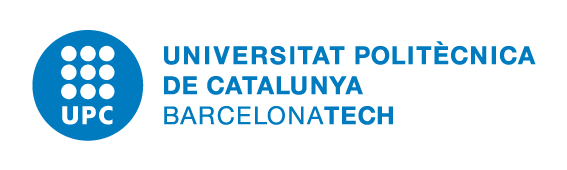 UPC
UNIVERSITAT POLITÈCNICA
DE CATALUNYA
BARCELONATECH